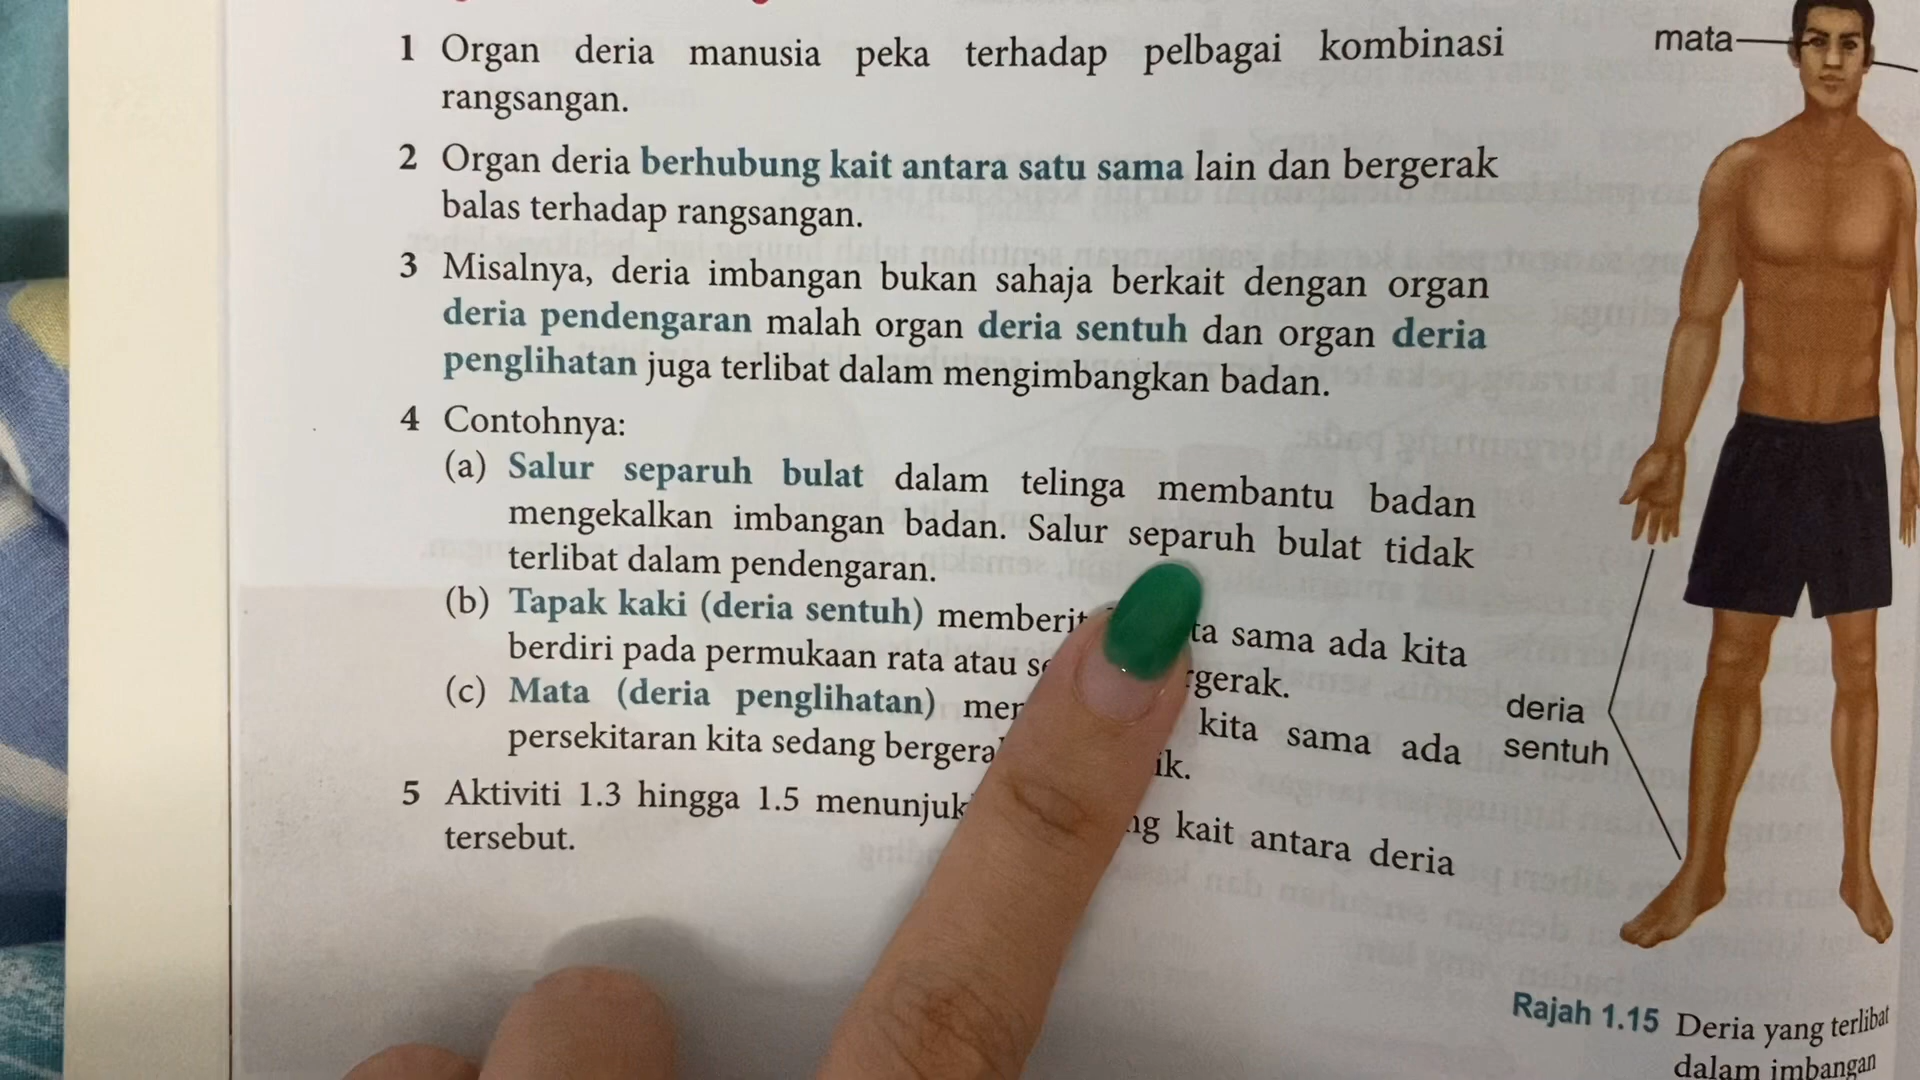 1 Organ deria manusia peka terhadap pelbagai kombinasi
rangsangan.
2 Organ deria berhubung kait antara satu sama lain dan bergerak
balas terhadap rangsangan.
3 Misalnya, deria imbangan bukan sahaja berkait dengan organ
deria pendengaran malah organ deria sentuh dan organ deria
penglihatan juga terlibat dalam mengimbangkan badan.
4 Contohnya:
(a) Salur separuh bulat dalam telinga membantu badan
mengekalkan imbangan badan. Salur separuh bulat tidak
terlibat dalam pendengaran.
(b) Tapak kaki (deria sentuh) sama ada kita
berdiri pada permukaan rata atau
(c) Mata (deria penglihatan) kita sama ada
persekitaran kita sedang
5 Aktiviti 1.3 hingga 1.5 kait antara deria
tersebut.
mata
deria
sentuh
Rajah 1.15 Deria yang terlibat
dalam imbangan